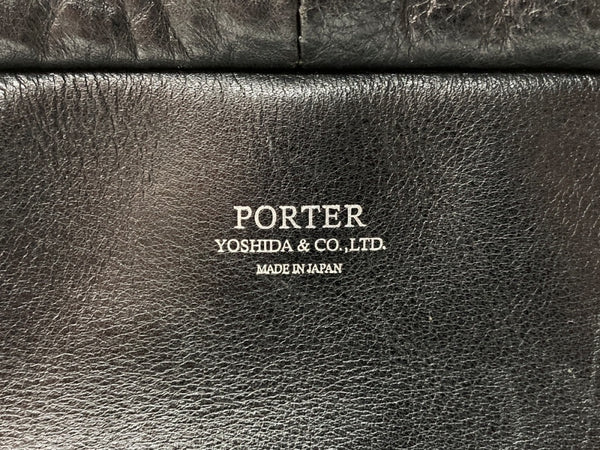 PORTER
YOSHIDA & CO.,LTD.
MADE IN JAPAN